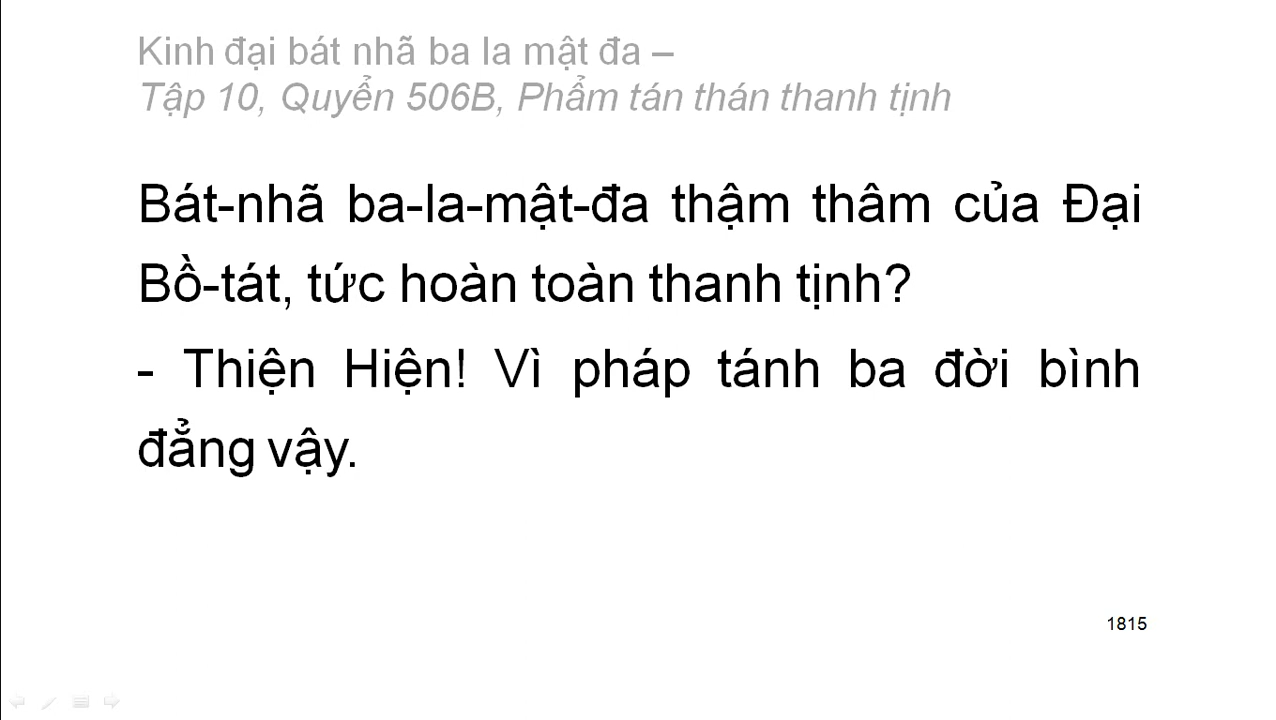 Kinh đại bát nhã ba la mật đa –
Tập 10, Quyển 506B, Phẩm tán thán thanh tịnh
Bát-nhã ba-la-mật-đa thậm thâm của Đại
Bồ-tát, tức hoàn toàn thanh tịnh?
- Thiện Hiện! Vì pháp tánh ba đời bình
đẳng vậy.
1815